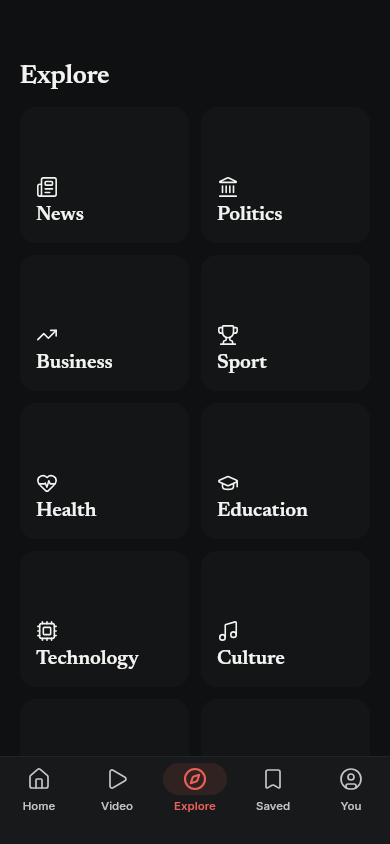 Explore
News
Politics
Business
Sport
Health
Education
Technology
Culture
Home
Video
Explore
Saved
You